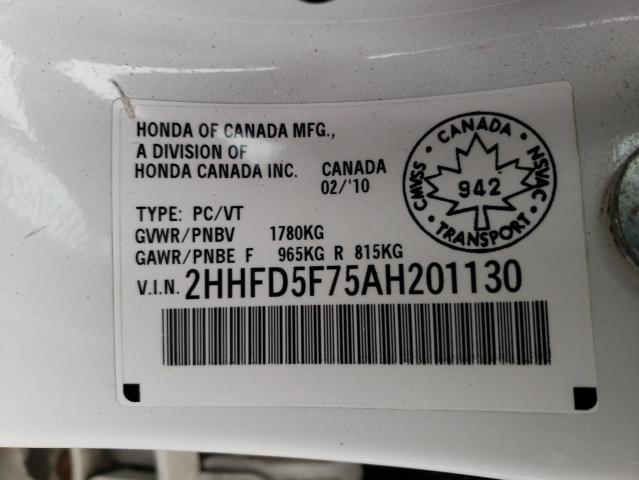 HONDA OF CANADA MFG.,
A DIVISION OF
HONDA CANADA INC. CANADA
02/'10
TYPE: PC/VT
GVWR/PNBV 1780KG
GAWR/PNBE F 965KG R 815KG
V.I.N. 2HHFD5F75AH201130
CANADA
CMVSS
942
NSVAC
TRANSPORT